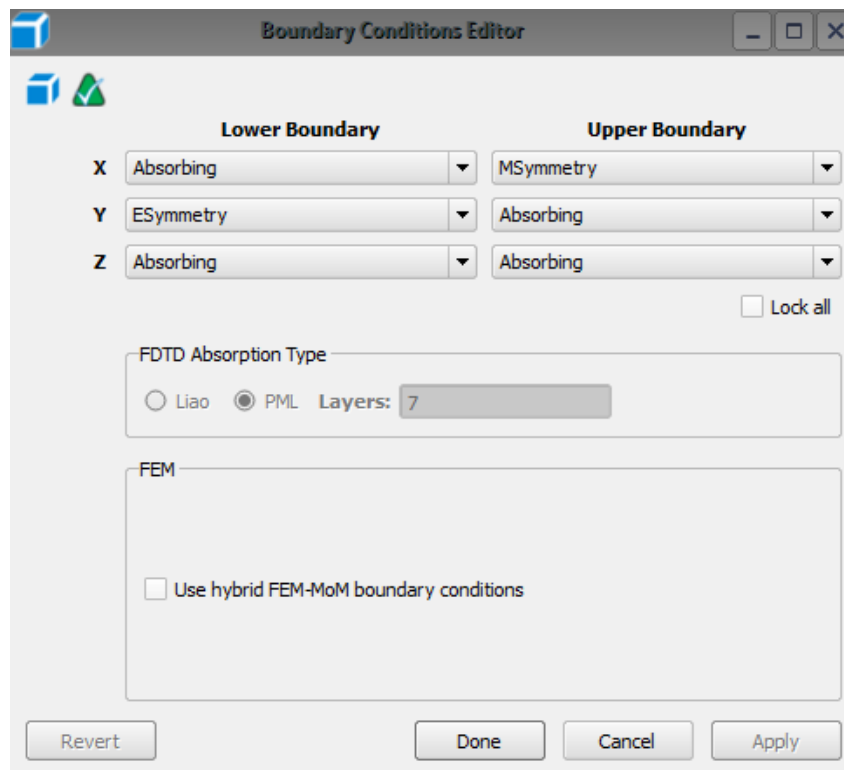 Boundary Conditions Editor
Lower Boundary Upper Boundary
X Absorbing MSymmetry
Y ESymmetry Absorbing
Z Absorbing Absorbing
Lock all
FDTD Absorption Type
Liao PML Layers: 7
FEM
Use hybrid FEM-MoM boundary conditions
Revert Done Cancel Apply